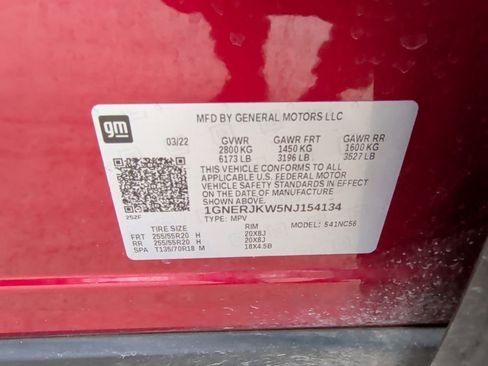 MFD BY GENERAL MOTORS LLC
gm
03/22 GVWR GAWR FRT GAWR RR
2800 KG 1450 KG 1600 KG
6173 LB 3196 LB 3527 LB
THIS VEHICLE CONFORMS TO ALL
APPLICABLE U.S. FEDERAL MOTOR
VEHICLE SAFETY STANDARDS IN EFFECT
ON THE DATE OF MANUFACTURE
SHOWN ABOVE.
1GNERJKW5NJ154134
TYPE: MPV MODEL: 541NC56
252F
TIRE SIZE RIM
FRT 255/55R20 H 20X8J
RR 255/55R20 H 20X8J
SPA T135/70R18 M 18X4.5B